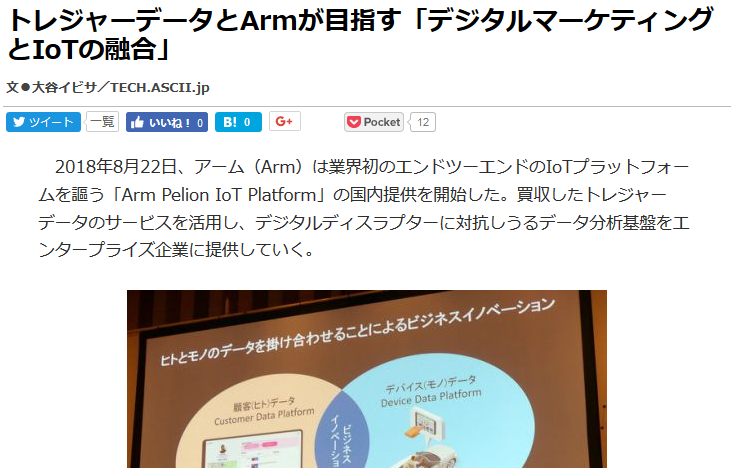 トレジャーデータとArmが目指す「デジタルマーケティング
とIoTの融合」
文●大谷イビサ／TECH.ASCII.jp
ツイート 一覧 いいね！ 0 B! 0 G+ Pocket 12
2018年8月22日、アーム（Arm）は業界初のエンドツーエンドのIoTプラットフォー
ムを謳う「Arm Pelion IoT Platform」の国内提供を開始した。買収したトレジャー
データのサービスを活用し、デジタルディスラプターに対抗しうるデータ分析基盤をエ
ンタープライズ企業に提供していく。
ヒトとモノのデータを掛け合わせることによるビジネスイノベーション
顧客(ヒト)データ
Customer Data Platform
デバイス(モノ)データ
Device Data Platform
ビジネス
イノベーション